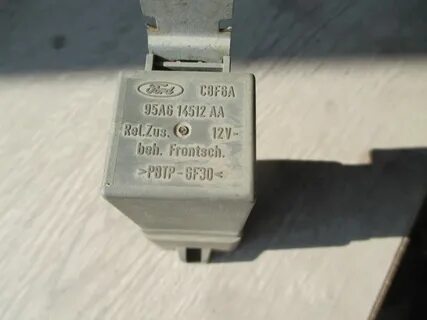 Ford C8F6A
95AG 14512 AA
Rel.Zus. 12V-
beh. Frontsch.
>PBTP-GF30<